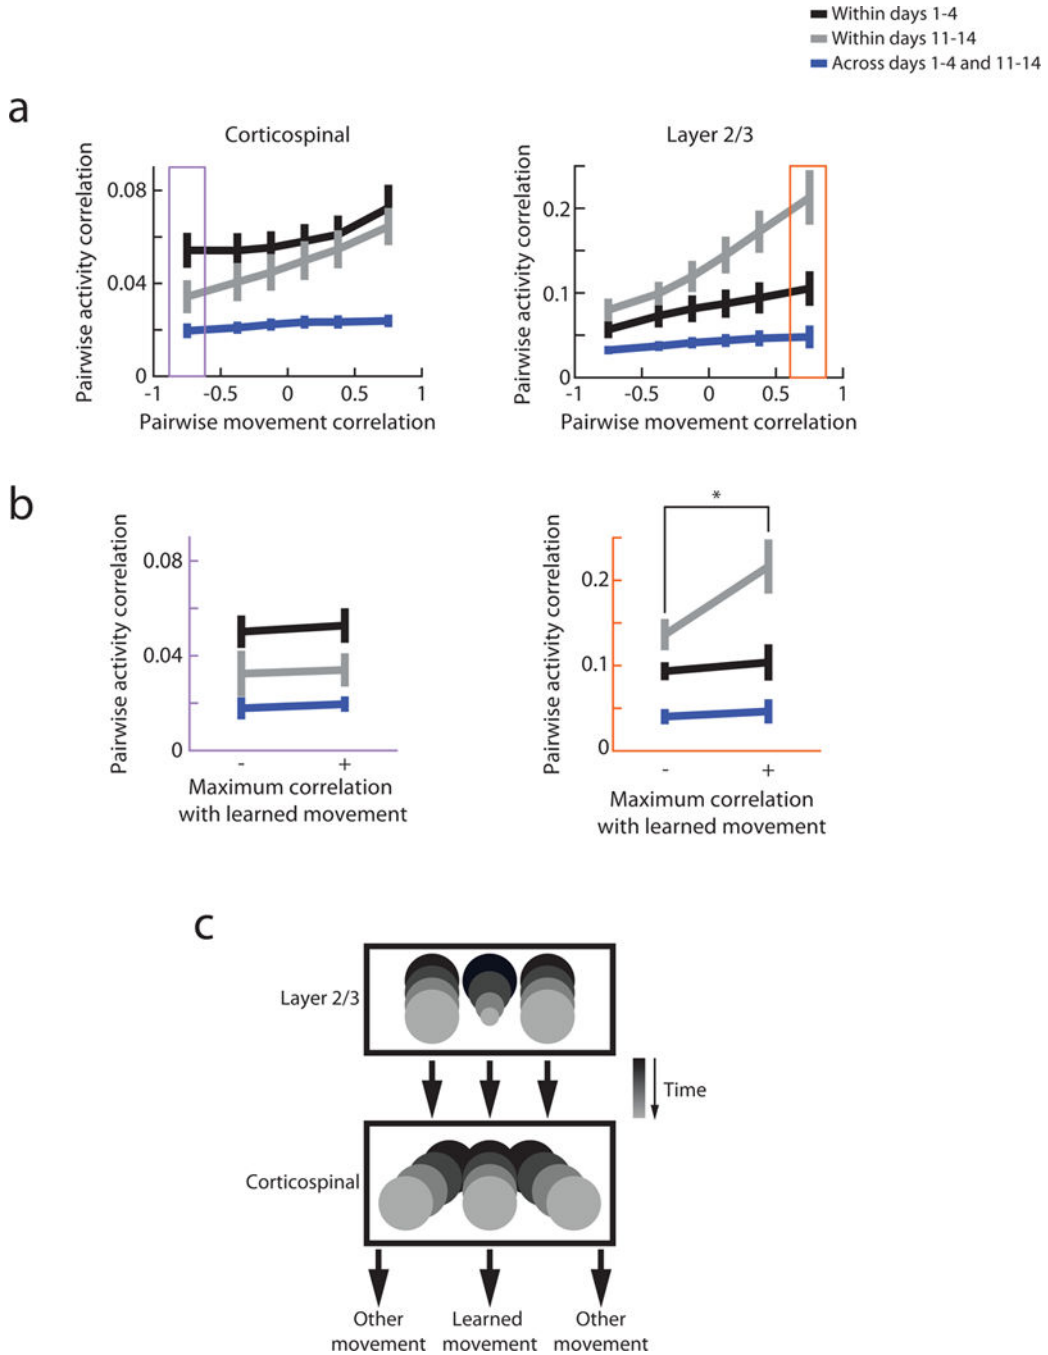 Within days 1-4
Within days 11-14
Across days 1-4 and 11-14
a
Corticospinal
Pairwise activity correlation
0.08
0.04
0
-1
-0.5
0
0.5
1
Pairwise movement correlation
Layer 2/3
Pairwise activity correlation
0.2
0.1
0
-1
-0.5
0
0.5
1
Pairwise movement correlation
b
Pairwise activity correlation
0.08
0.04
0
-
+
Maximum correlation
with learned movement
*
Pairwise activity correlation
0.2
0.1
0
-
+
Maximum correlation
with learned movement
c
Layer 2/3
Time
Corticospinal
Other
movement
Learned
movement
Other
movement